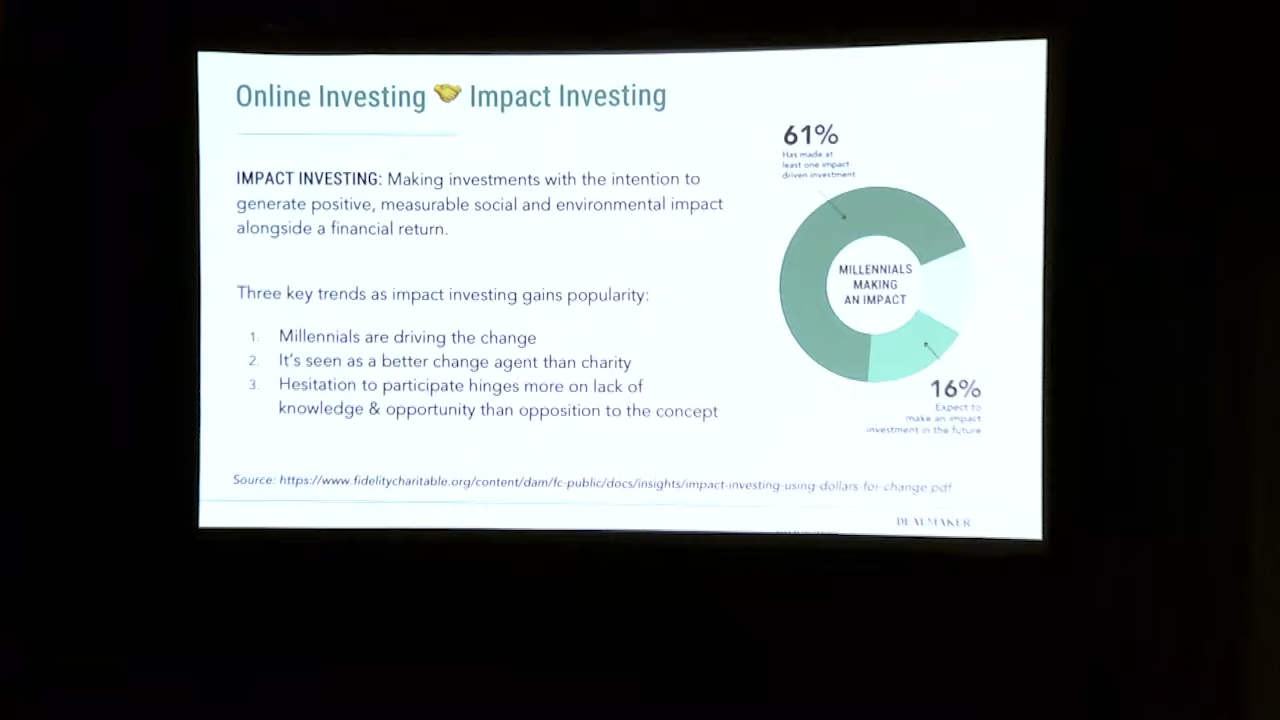 Online Investing 🤝 Impact Investing
61%
Has made at
least one impact-
driven investment
IMPACT INVESTING: Making investments with the intention to
generate positive, measurable social and environmental impact
alongside a financial return.
MILLENNIALS
MAKING
AN IMPACT
Three key trends as impact investing gains popularity:
1. Millennials are driving the change
2. It's seen as a better change agent than charity
3. Hesitation to participate hinges more on lack of
knowledge & opportunity than opposition to the concept
16%
Expect to
make an impact
investment in the future
Source: https://www.fidelitycharitable.org/content/dam/fc-public/docs/insights/impact-investing-using-dollars-for-change.pdf
DEALMAKER